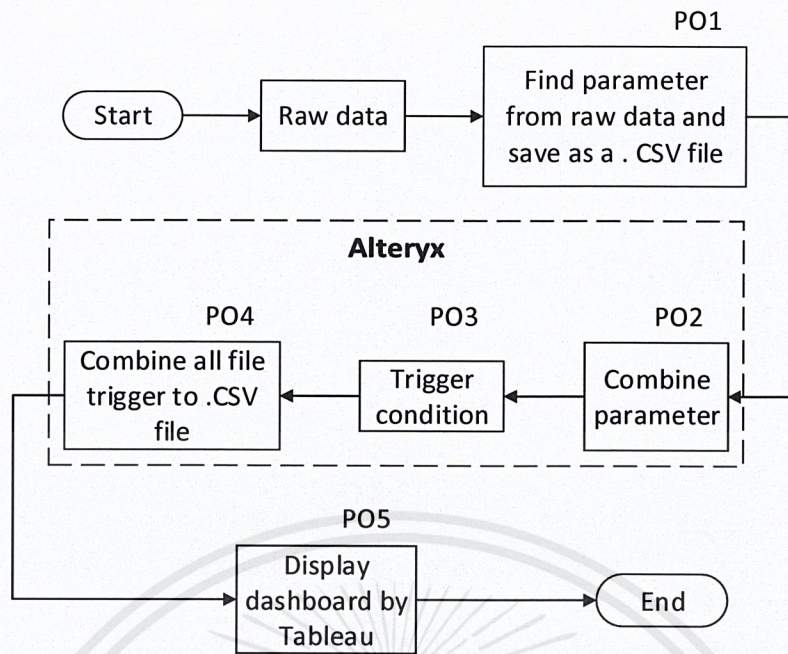 PO1
Start
Raw data
Find parameter
from raw data and
save as a . CSV file
Alteryx
PO4
PO3
PO2
Combine all file
trigger to .CSV
file
Trigger
condition
Combine
parameter
PO5
Display
dashboard by
Tableau
End